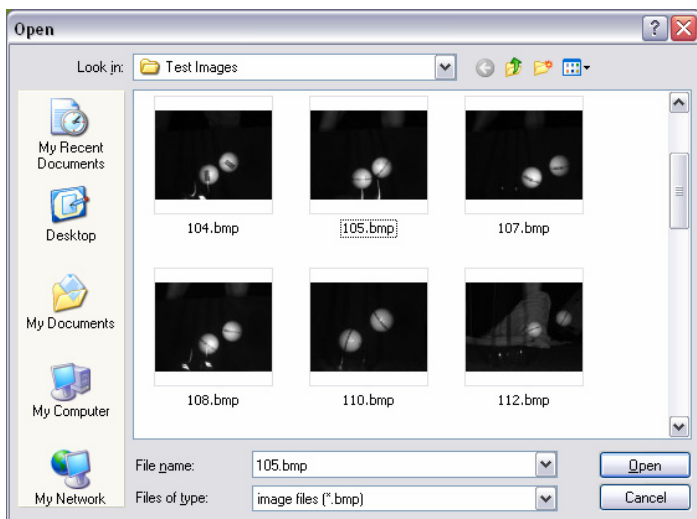 Open
Look in:
Test Images
My Recent
Documents
Desktop
My Documents
My Computer
My Network
104.bmp
105.bmp
107.bmp
108.bmp
110.bmp
112.bmp
File name:
105.bmp
Open
Files of type:
image files (*.bmp)
Cancel